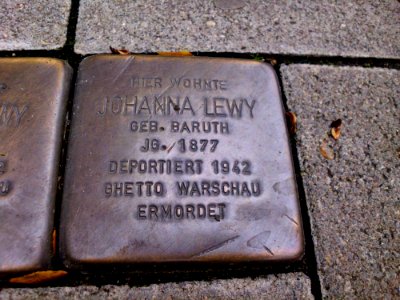 HIER WOHNTE
JOHANNA LEWY
GEB. BARUTH
JG. 1877
DEPORTIERT 1942
GHETTO WARSCHAU
ERMORDET